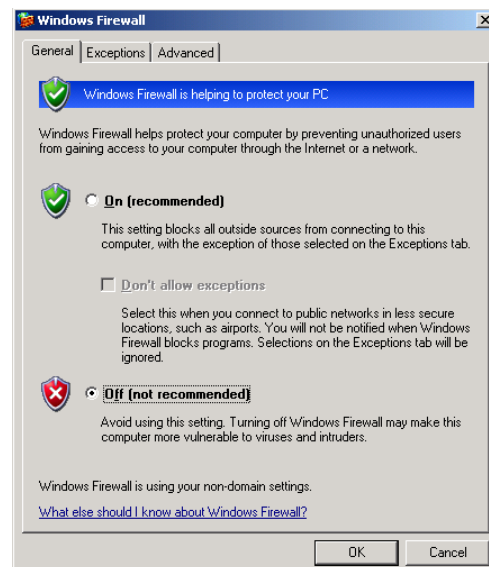 Windows Firewall
General Exceptions Advanced
Windows Firewall is helping to protect your PC
Windows Firewall helps protect your computer by preventing unauthorized users
from gaining access to your computer through the Internet or a network.
On (recommended)
This setting blocks all outside sources from connecting to this
computer, with the exception of those selected on the Exceptions tab.
Don't allow exceptions
Select this when you connect to public networks in less secure
locations, such as airports. You will not be notified when Windows
Firewall blocks programs. Selections on the Exceptions tab will be
ignored.
Off (not recommended)
Avoid using this setting. Turning off Windows Firewall may make this
computer more vulnerable to viruses and intruders.
Windows Firewall is using your non-domain settings.
What else should I know about Windows Firewall?
OK Cancel